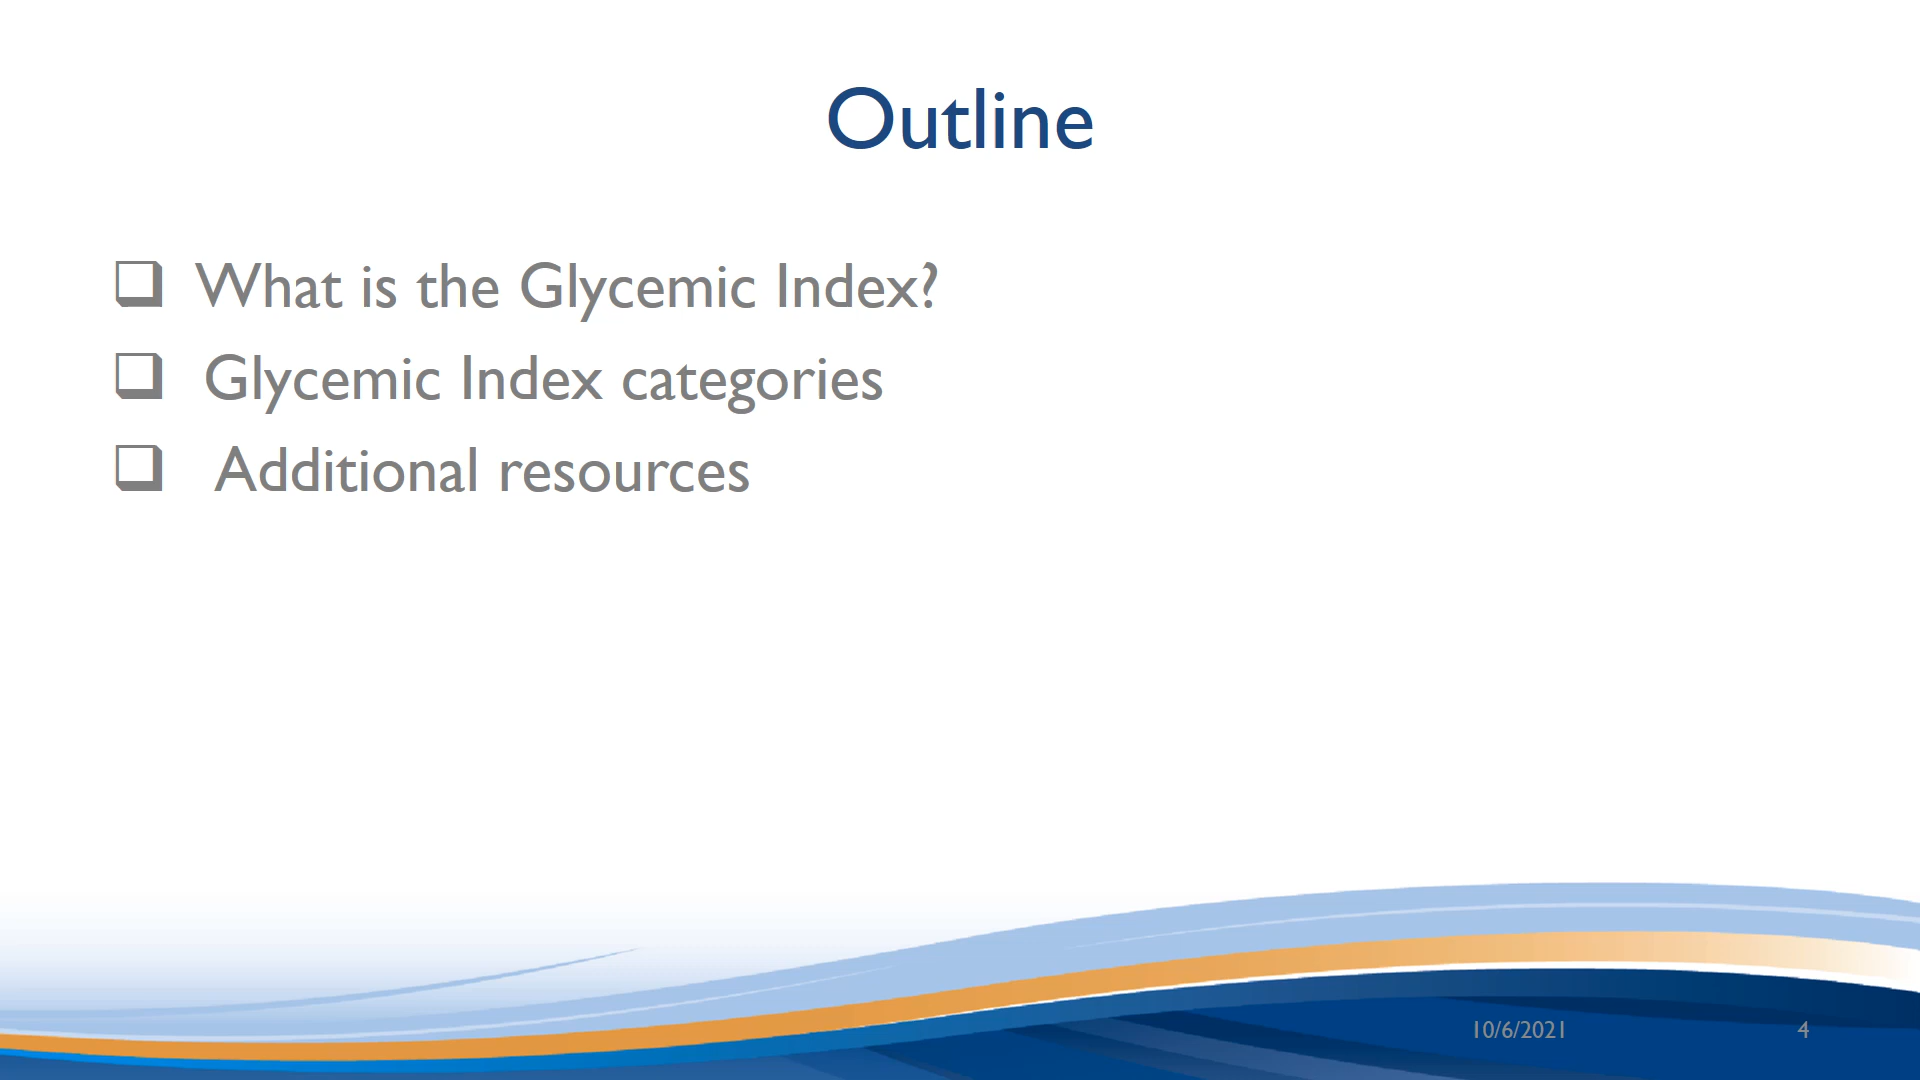 Outline
❑ What is the Glycemic Index?
❑ Glycemic Index categories
❑ Additional resources
10/6/2021 4